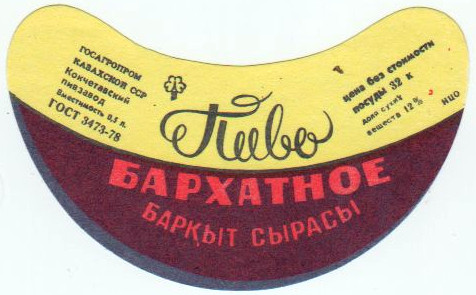 ГОСАГРОПРОМ
КАЗАХСКОЙ ССР
Кокчетавский
пивзавод
Вместимость 0,5 л.
ГОСТ 3473-78
Пиво
цена без стоимости
посуды 32 к
доля сухих
веществ 12%
НЦО
БАРХАТНОЕ
БАРҚЫТ СЫРАСЫ